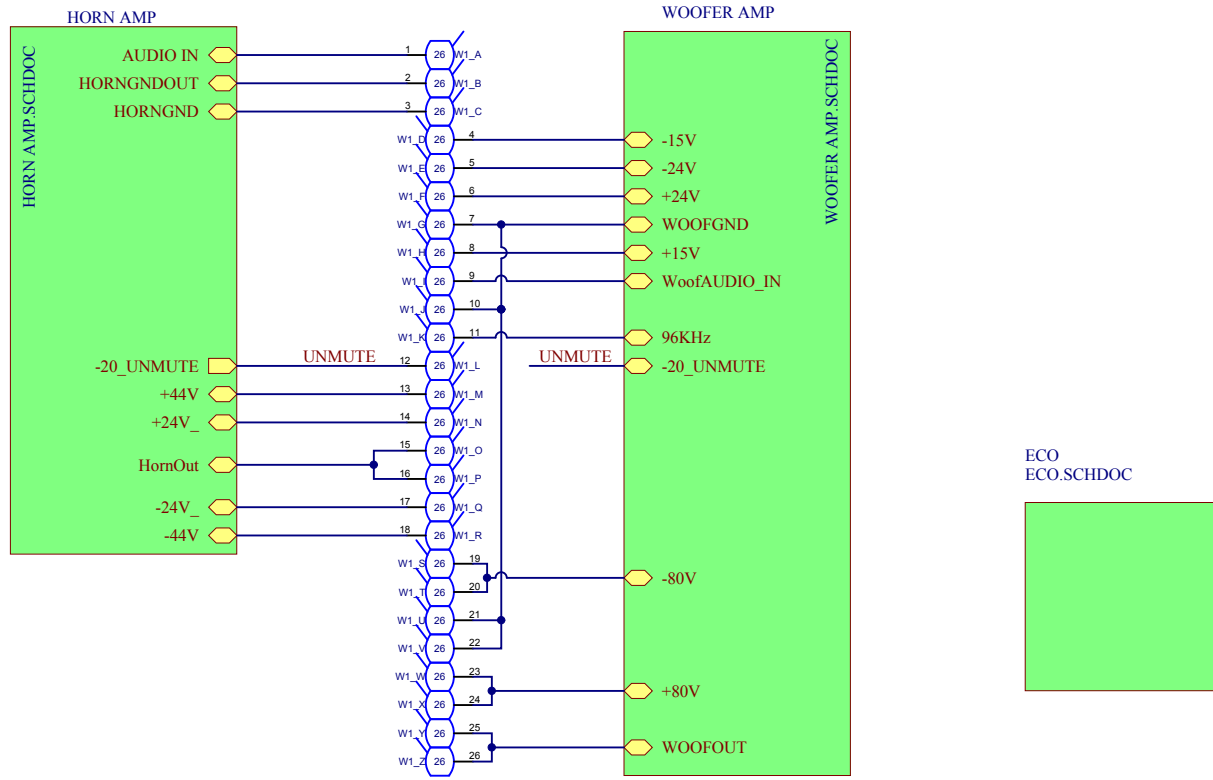 HORN AMP
WOOFER AMP
HORN AMP.SCHDOC
WOOFER AMP.SCHDOC
AUDIO IN 1 26 W1_A
HORNGNDOUT 2 26 W1_B
HORNGND 3 26 W1_C
W1_D 26 4 -15V
W1_E 26 5 -24V
W1_F 26 6 +24V
W1_G 26 7 WOOFGND
W1_H 26 8 +15V
W1_I 26 9 WoofAUDIO_IN
W1_J 26 10
W1_K 26 11 96KHz
-20_UNMUTE UNMUTE 12 26 W1_L UNMUTE -20_UNMUTE
+44V 13 26 W1_M
+24V_ 14 26 W1_N
15 26 W1_O
HornOut
16 26 W1_P
-24V_ 17 26 W1_Q
-44V 18 26 W1_R
W1_S 26 19
-80V
W1_T 26 20
W1_U 26 21
W1_V 26 22
W1_W 26 23
+80V
W1_X 26 24
W1_Y 26 25
WOOFOUT
W1_Z 26 26
ECO
ECO.SCHDOC